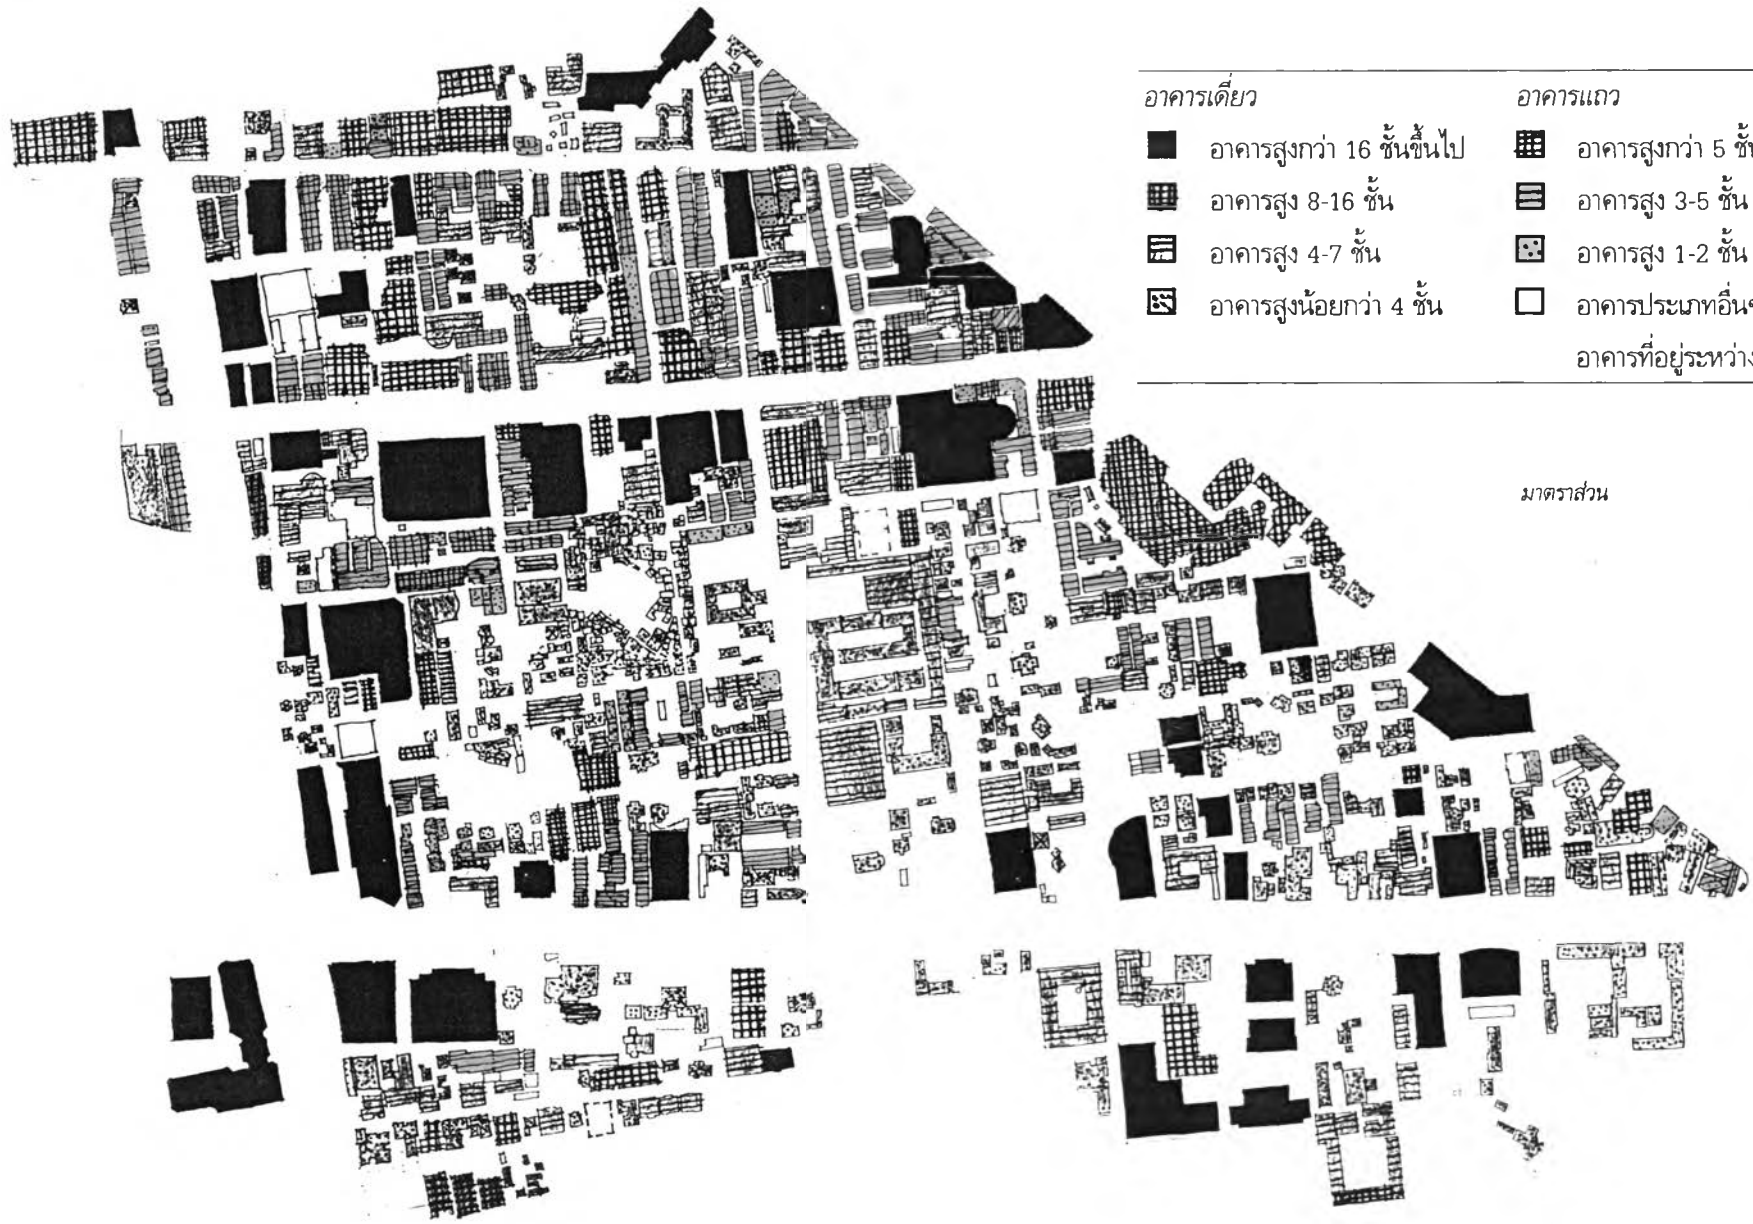 อาคารเดี่ยว
อาคารสูงกว่า 16 ชั้นขึ้นไป
อาคารสูง 8-16 ชั้น
อาคารสูง 4-7 ชั้น
อาคารสูงน้อยกว่า 4 ชั้น
อาคารแถว
อาคารสูงกว่า 5 ชั้น
อาคารสูง 3-5 ชั้น
อาคารสูง 1-2 ชั้น
อาคารประเภทอื่นๆ
อาคารที่อยู่ระหว่าง
มาตราส่วน